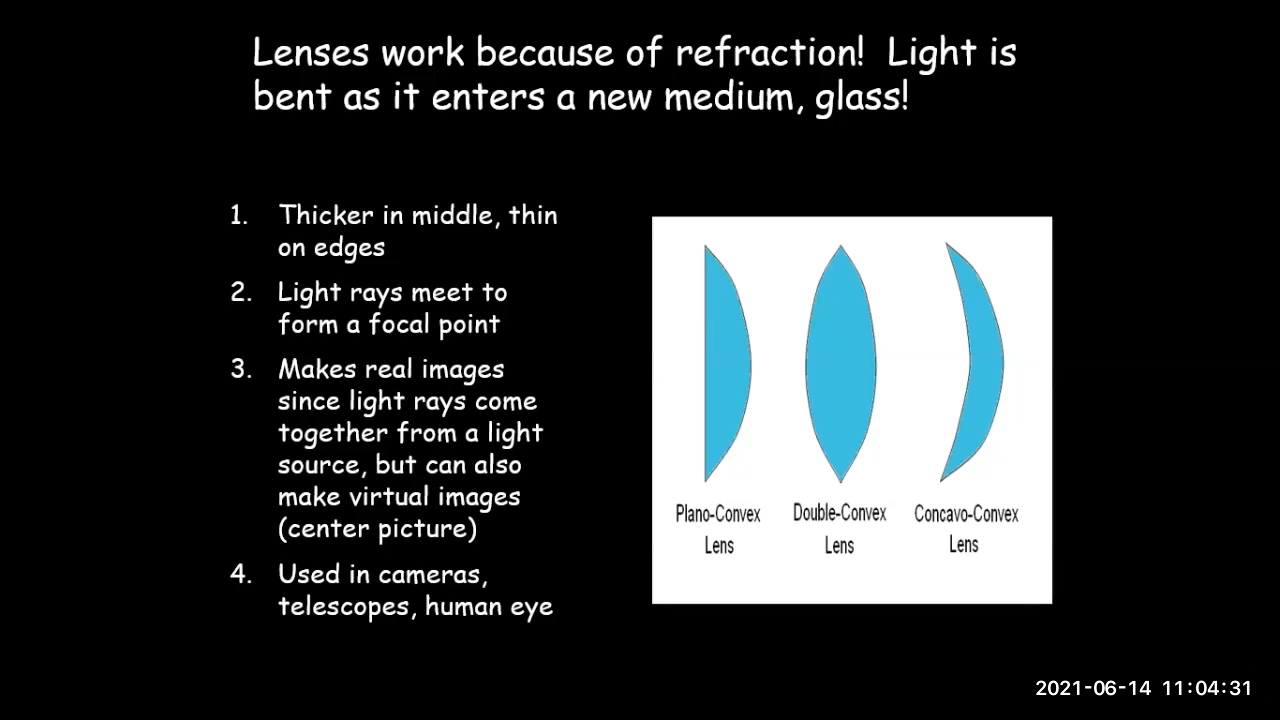 Lenses work because of refraction! Light is
bent as it enters a new medium, glass!
1. Thicker in middle, thin
on edges
2. Light rays meet to
form a focal point
3. Makes real images
since light rays come
together from a light
source, but can also
make virtual images
(center picture)
4. Used in cameras,
telescopes, human eye
Plano-Convex
Lens
Double-Convex
Lens
Concavo-Convex
Lens
2021-06-14 11:04:31